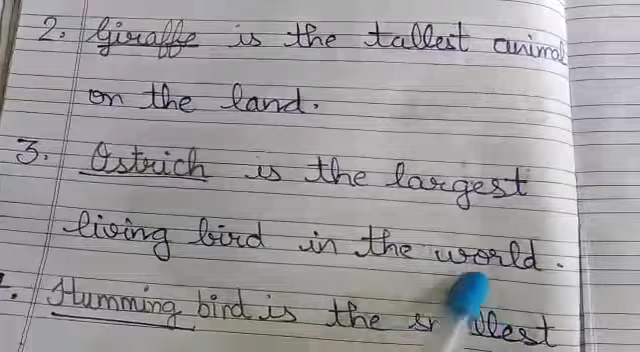 2. Giraffe is the tallest animal
on the land.
3. Ostrich is the largest
living bird in the world.
Humming bird is the